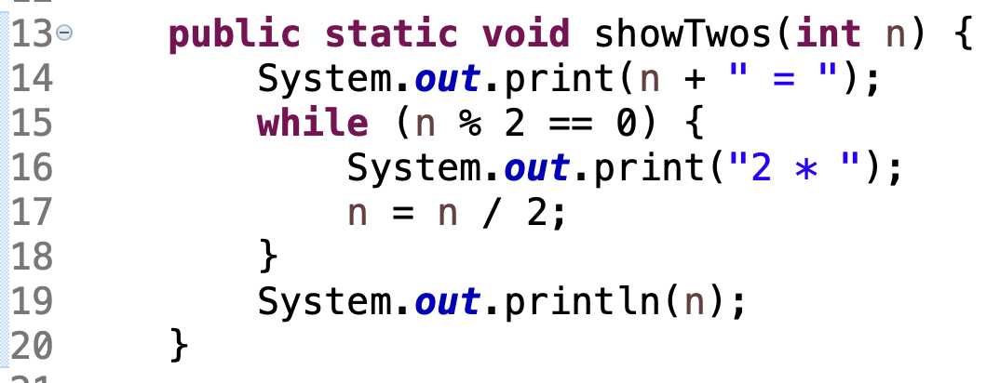 13 public static void showTwos(int n) {
14 System.out.print(n + " = ");
15 while (n % 2 == 0) {
16 System.out.print("2 * ");
17 n = n / 2;
18 }
19 System.out.println(n);
20 }